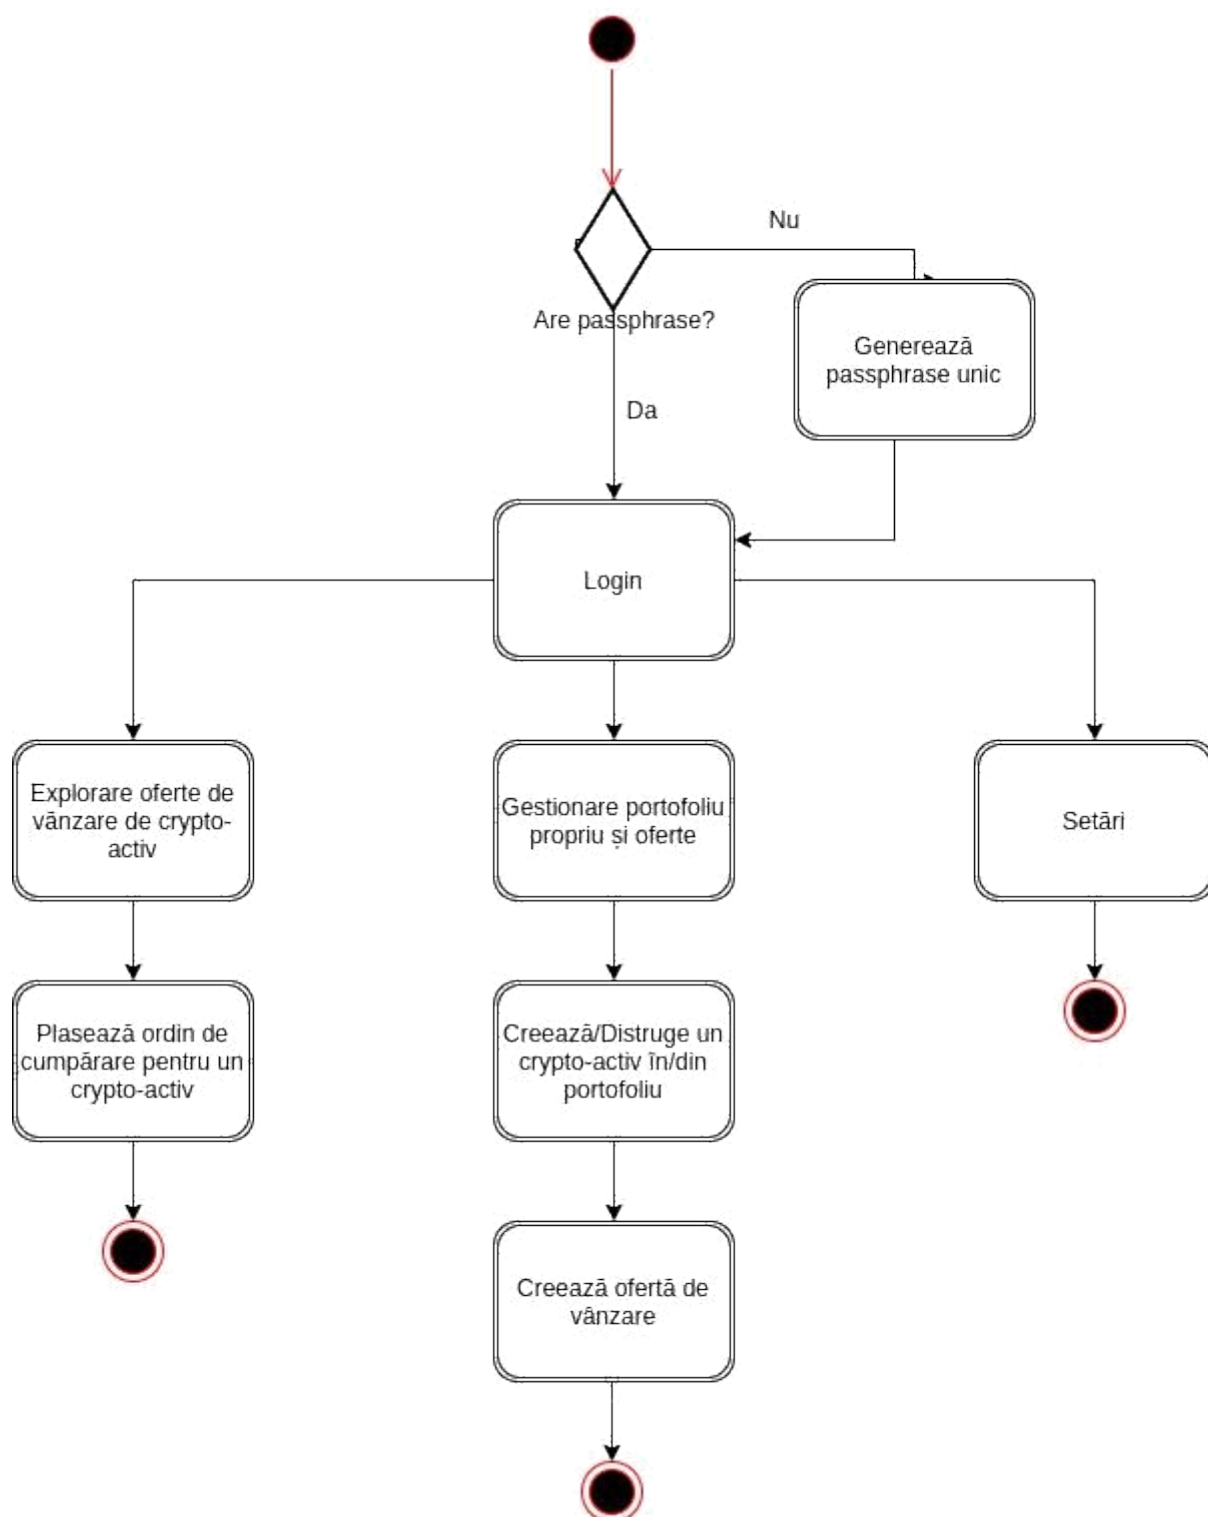 Nu
Are passphrase?
Generează
passphrase unic
Da
Login
Explorare oferte de
vânzare de crypto-
activ
Gestionare portofoliu
propriu și oferte
Setări
Plasează ordin de
cumpărare pentru un
crypto-activ
Creează/Distruge un
crypto-activ în/din
portofoliu
Creează ofertă de
vânzare